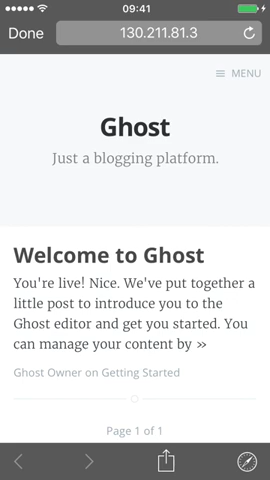 09:41
Done
130.211.81.3
MENU
Ghost
Just a blogging platform.
Welcome to Ghost
You're live! Nice. We've put together a
little post to introduce you to the
Ghost editor and get you started. You
can manage your content by »
Ghost Owner on Getting Started
Page 1 of 1